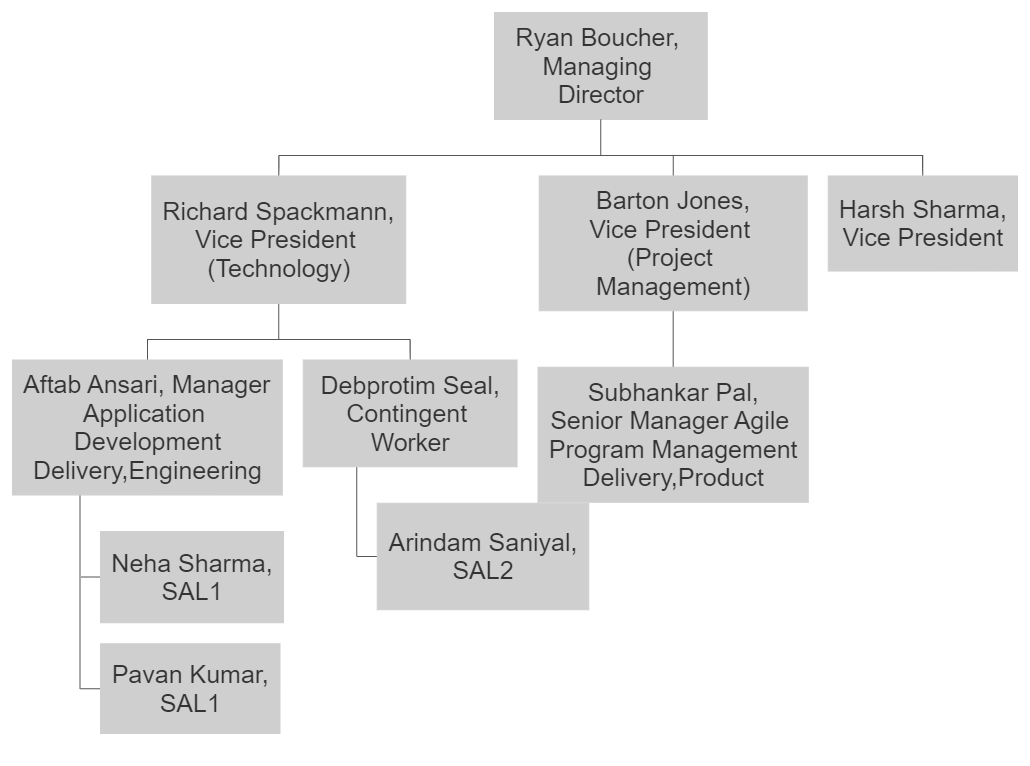 Ryan Boucher,
Managing
Director
Richard Spackmann,
Vice President
(Technology)
Barton Jones,
Vice President
(Project
Management)
Harsh Sharma,
Vice President
Aftab Ansari, Manager
Application
Development
Delivery,Engineering
Debprotim Seal,
Contingent
Worker
Subhankar Pal,
Senior Manager Agile
Program Management
Delivery,Product
Neha Sharma,
SAL1
Arindam Saniyal,
SAL2
Pavan Kumar,
SAL1